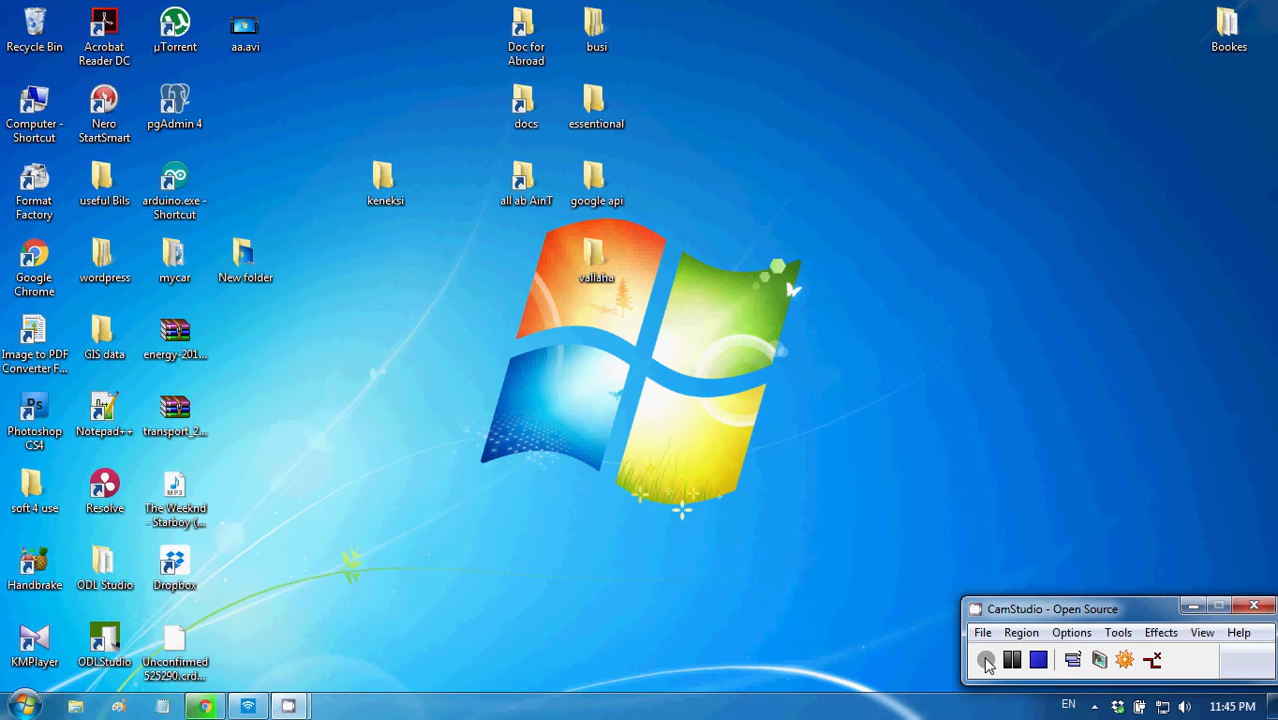 Recycle Bin
Acrobat
Reader DC
µTorrent
aa.avi
Doc for
Abroad
busi
Bookes
Computer -
Shortcut
Nero
StartSmart
pgAdmin 4
docs
essentional
Format
Factory
useful Bils
arduino.exe -
Shortcut
keneksi
all ab AinT
google api
Google
Chrome
wordpress
mycar
New folder
vallaha
Image to PDF
Converter F...
GIS data
energy-201...
Ps
Photoshop
CS4
Notepad++
transport_2...
soft 4 use
Resolve
MP3
The Weeknd
- Starboy (...
Handbrake
ODL Studio
Dropbox
KMPlayer
ODLStudio
Unconfirmed
525290.crd...
CamStudio - Open Source
File Region Options Tools Effects View Help
EN
11:45 PM